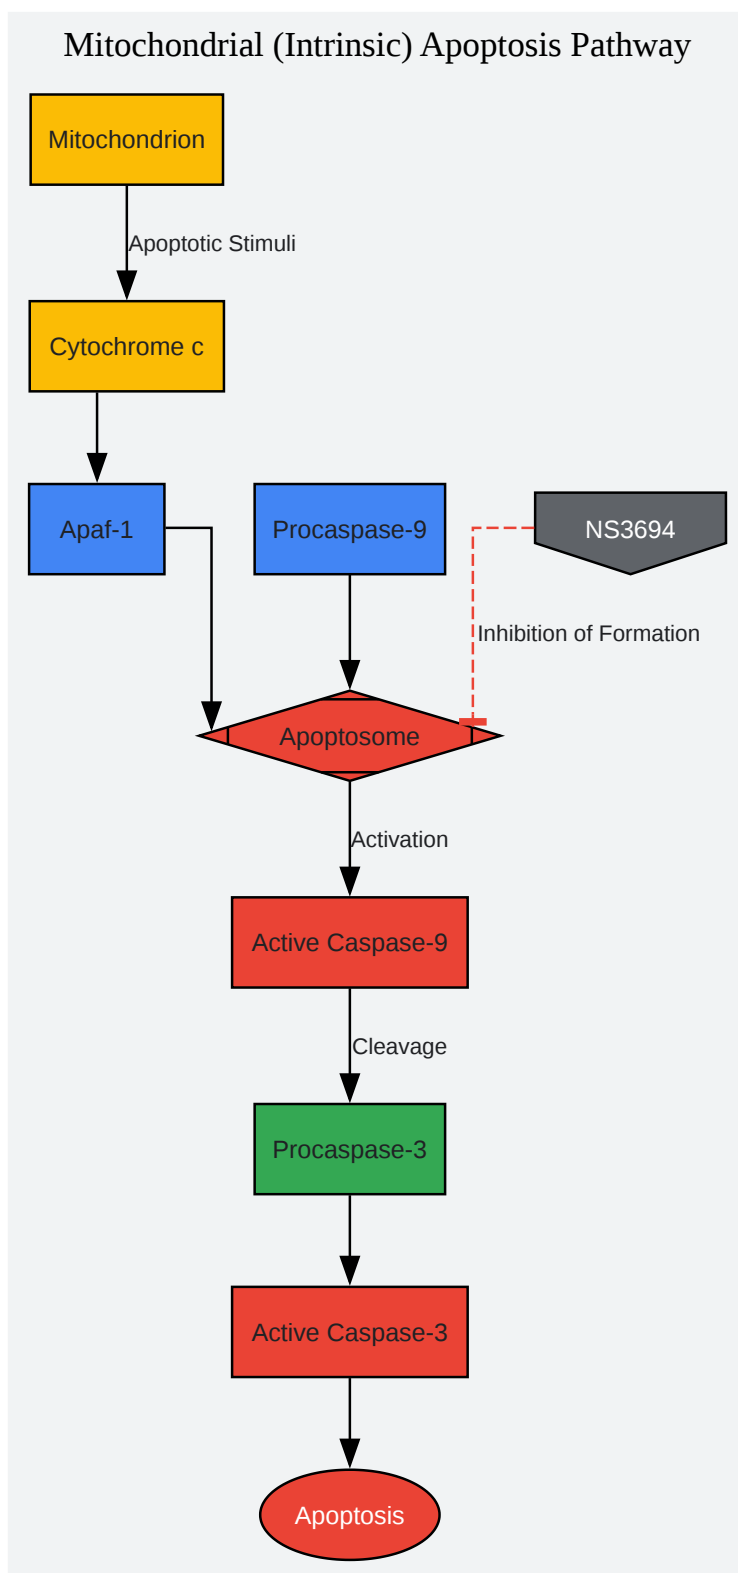 Mitochondrial (Intrinsic) Apoptosis Pathway
Mitochondrion
Apoptotic Stimuli
Cytochrome c
Apaf-1
Procaspase-9
NS3694
Inhibition of Formation
Apoptosome
Activation
Active Caspase-9
Cleavage
Procaspase-3
Active Caspase-3
Apoptosis